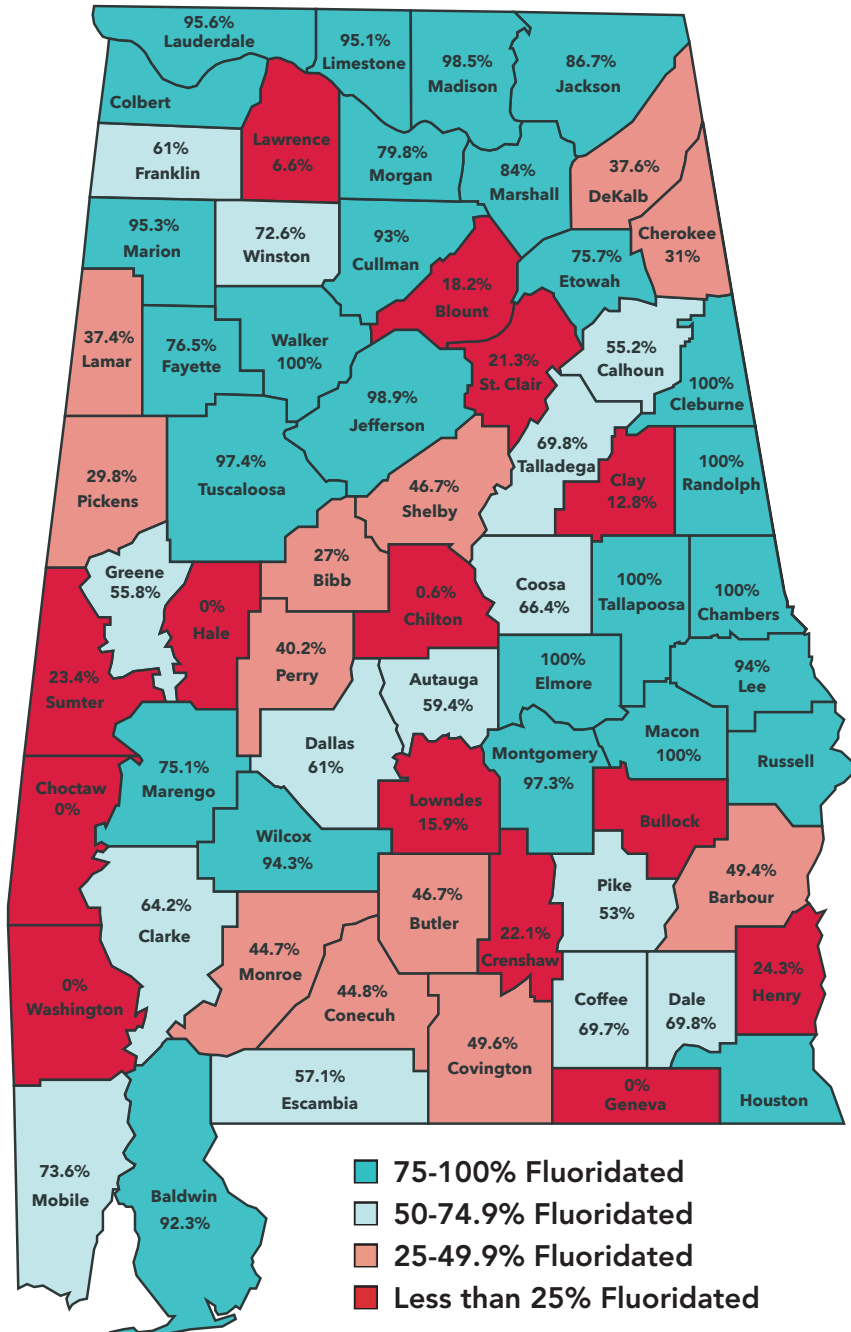 95.6%
Lauderdale
95.1%
Limestone
98.5%
Madison
86.7%
Jackson
Colbert
61%
Franklin
Lawrence
6.6%
79.8%
Morgan
84%
Marshall
37.6%
DeKalb
Cherokee
31%
95.3%
Marion
72.6%
Winston
93%
Cullman
18.2%
Blount
75.7%
Etowah
37.4%
Lamar
76.5%
Fayette
Walker
100%
98.9%
Jefferson
21.3%
St. Clair
55.2%
Calhoun
100%
Cleburne
29.8%
Pickens
97.4%
Tuscaloosa
46.7%
Shelby
69.8%
Talladega
Clay
12.8%
100%
Randolph
Greene
55.8%
0%
Hale
27%
Bibb
0.6%
Chilton
Coosa
66.4%
100%
Tallapoosa
100%
Chambers
23.4%
Sumter
40.2%
Perry
Autauga
59.4%
100%
Elmore
94%
Lee
75.1%
Marengo
Dallas
61%
Montgomery
97.3%
Macon
100%
Russell
Choctaw
0%
Lowndes
15.9%
Bullock
Wilcox
94.3%
64.2%
Clarke
46.7%
Butler
22.1%
Crenshaw
Pike
53%
49.4%
Barbour
0%
Washington
44.7%
Monroe
44.8%
Conecuh
49.6%
Covington
Coffee
69.7%
Dale
69.8%
24.3%
Henry
57.1%
Escambia
0%
Geneva
Houston
73.6%
Mobile
Baldwin
92.3%
75-100% Fluoridated
50-74.9% Fluoridated
25-49.9% Fluoridated
Less than 25% Fluoridated